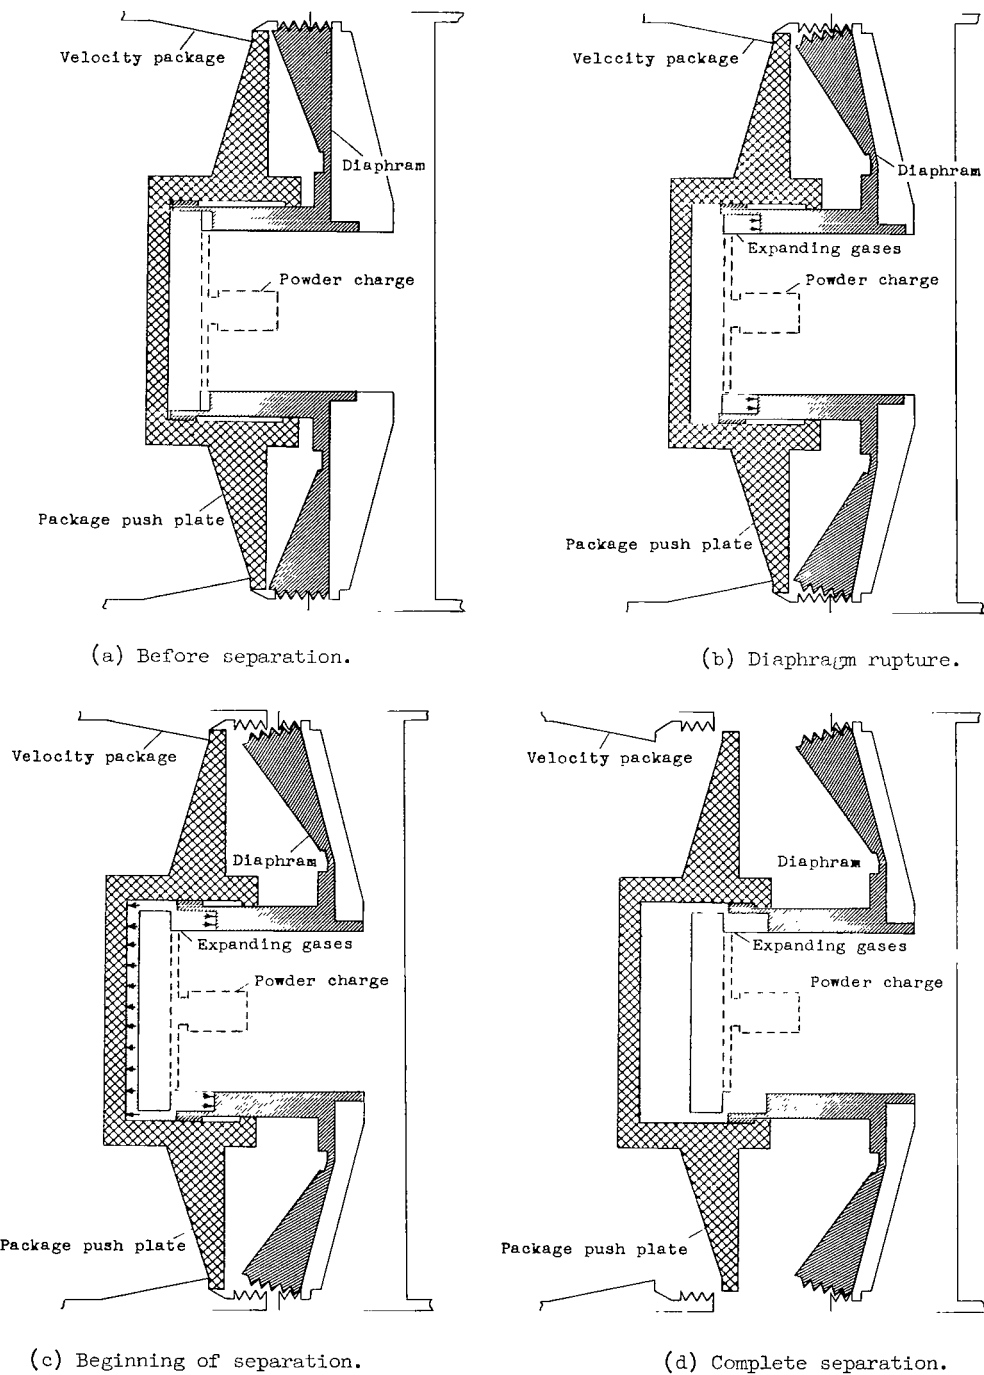 Velocity package
Diaphram
Powder charge
Package push plate
(a) Before separation.
Velccity package
Diaphram
Expanding gases
Powder charge
Package push plate
(b) Diaphragm rupture.
Velocity package
Diaphram
Expanding gases
Powder charge
Package push plate
(c) Beginning of separation.
Velocity package
Diaphram
Expanding gases
Powder charge
Package push plate
(d) Complete separation.